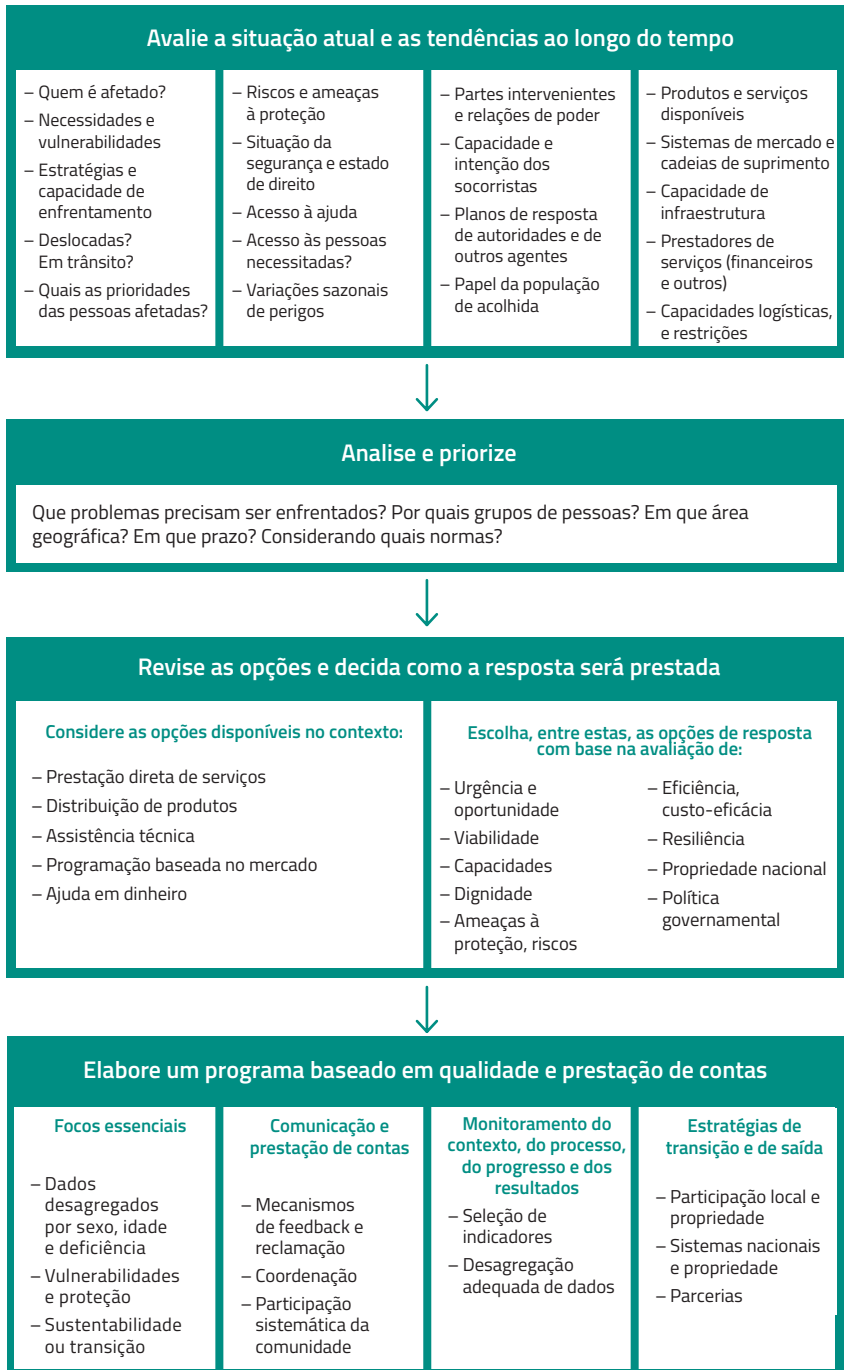 Avalie a situação atual e as tendências ao longo do tempo
– Quem é afetado?
– Necessidades e
vulnerabilidades
– Estratégias e
capacidade de
enfrentamento
– Deslocadas?
Em trânsito?
– Quais as prioridades
das pessoas afetadas?
– Riscos e ameaças
à proteção
– Situação da
segurança e estado
de direito
– Acesso à ajuda
– Acesso às pessoas
necessitadas?
– Variações sazonais
de perigos
– Partes intervenientes
e relações de poder
– Capacidade e
intenção dos
socorristas
– Planos de resposta
de autoridades e de
outros agentes
– Papel da população
de acolhida
– Produtos e serviços
disponíveis
– Sistemas de mercado e
cadeias de suprimento
– Capacidade de
infraestrutura
– Prestadores de
serviços (financeiros
e outros)
– Capacidades logísticas,
e restrições
Analise e priorize
Que problemas precisam ser enfrentados? Por quais grupos de pessoas? Em que área
geográfica? Em que prazo? Considerando quais normas?
Revise as opções e decida como a resposta será prestada
Considere as opções disponíveis no contexto:
– Prestação direta de serviços
– Distribuição de produtos
– Assistência técnica
– Programação baseada no mercado
– Ajuda em dinheiro
Escolha, entre estas, as opções de resposta
com base na avaliação de:
– Urgência e
oportunidade
– Viabilidade
– Capacidades
– Dignidade
– Ameaças à
proteção, riscos
– Eficiência,
custo-eficácia
– Resiliência
– Propriedade nacional
– Política
governamental
Elabore um programa baseado em qualidade e prestação de contas
Focos essenciais
– Dados
desagregados
por sexo, idade
e deficiência
– Vulnerabilidades
e proteção
– Sustentabilidade
ou transição
Comunicação e
prestação de contas
– Mecanismos
de feedback e
reclamação
– Coordenação
– Participação
sistemática da
comunidade
Monitoramento do
contexto, do processo,
do progresso e dos
resultados
– Seleção de
indicadores
– Desagregação
adequada de dados
Estratégias de
transição e de saída
– Participação local e
propriedade
– Sistemas nacionais
e propriedade
– Parcerias